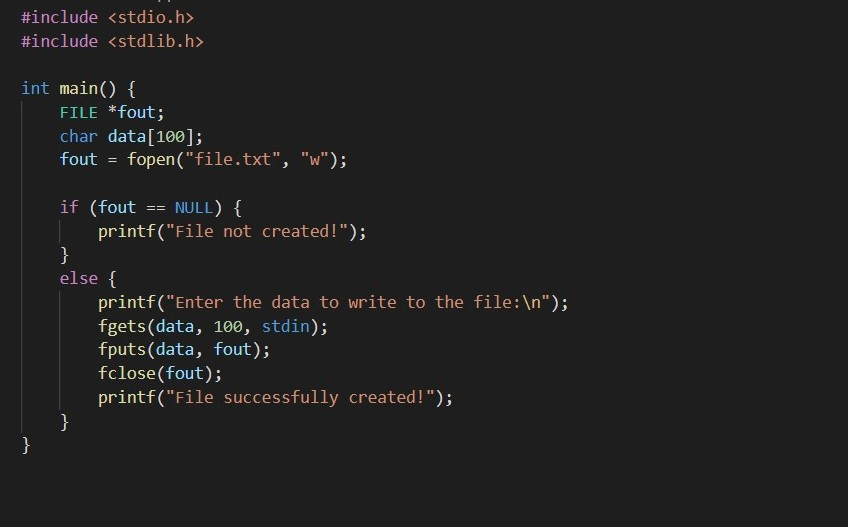 #include <stdio.h>
#include <stdlib.h>

int main() {
    FILE *fout;
    char data[100];
    fout = fopen("file.txt", "w");

    if (fout == NULL) {
        printf("File not created!");
    }
    else {
        printf("Enter the data to write to the file:\n");
        fgets(data, 100, stdin);
        fputs(data, fout);
        fclose(fout);
        printf("File successfully created!");
    }
}